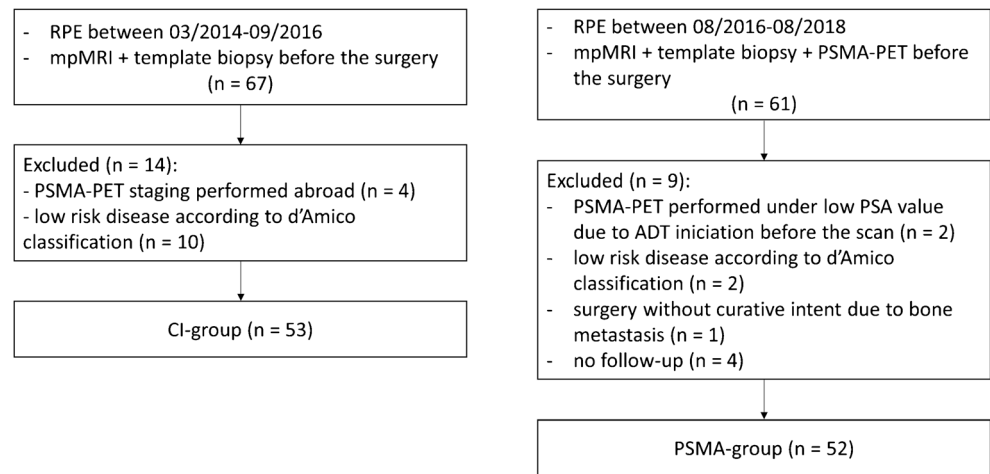 - RPE between 03/2014-09/2016
- mpMRI + template biopsy before the surgery
(n = 67)
Excluded (n = 14):
- PSMA-PET staging performed abroad (n = 4)
- low risk disease according to d’Amico
classification (n = 10)
CI-group (n = 53)
- RPE between 08/2016-08/2018
- mpMRI + template biopsy + PSMA-PET before
the surgery
(n = 61)
Excluded (n = 9):
- PSMA-PET performed under low PSA value
due to ADT iniciation before the scan (n = 2)
- low risk disease according to d’Amico
classification (n = 2)
- surgery without curative intent due to bone
metastasis (n = 1)
- no follow-up (n = 4)
PSMA-group (n = 52)